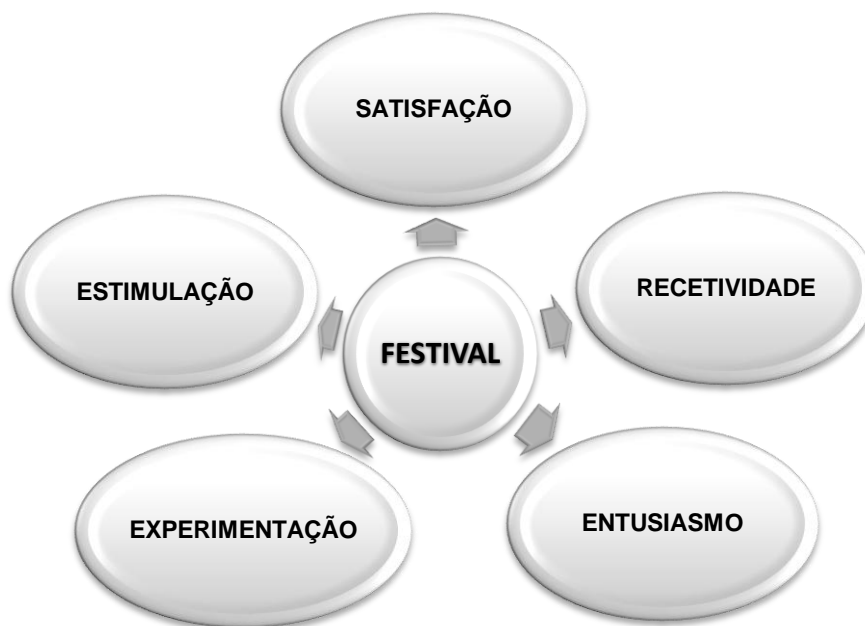 SATISFAÇÃO
ESTIMULAÇÃO
RECETIVIDADE
FESTIVAL
EXPERIMENTAÇÃO
ENTUSIASMO